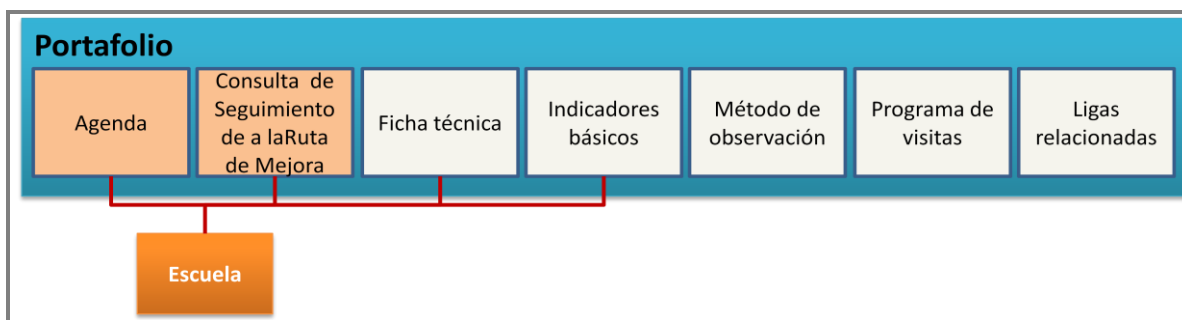 Portafolio
Agenda
Consulta de
Seguimiento
de a laRuta
de Mejora
Ficha técnica
Indicadores
básicos
Método de
observación
Programa de
visitas
Ligas
relacionadas
Escuela